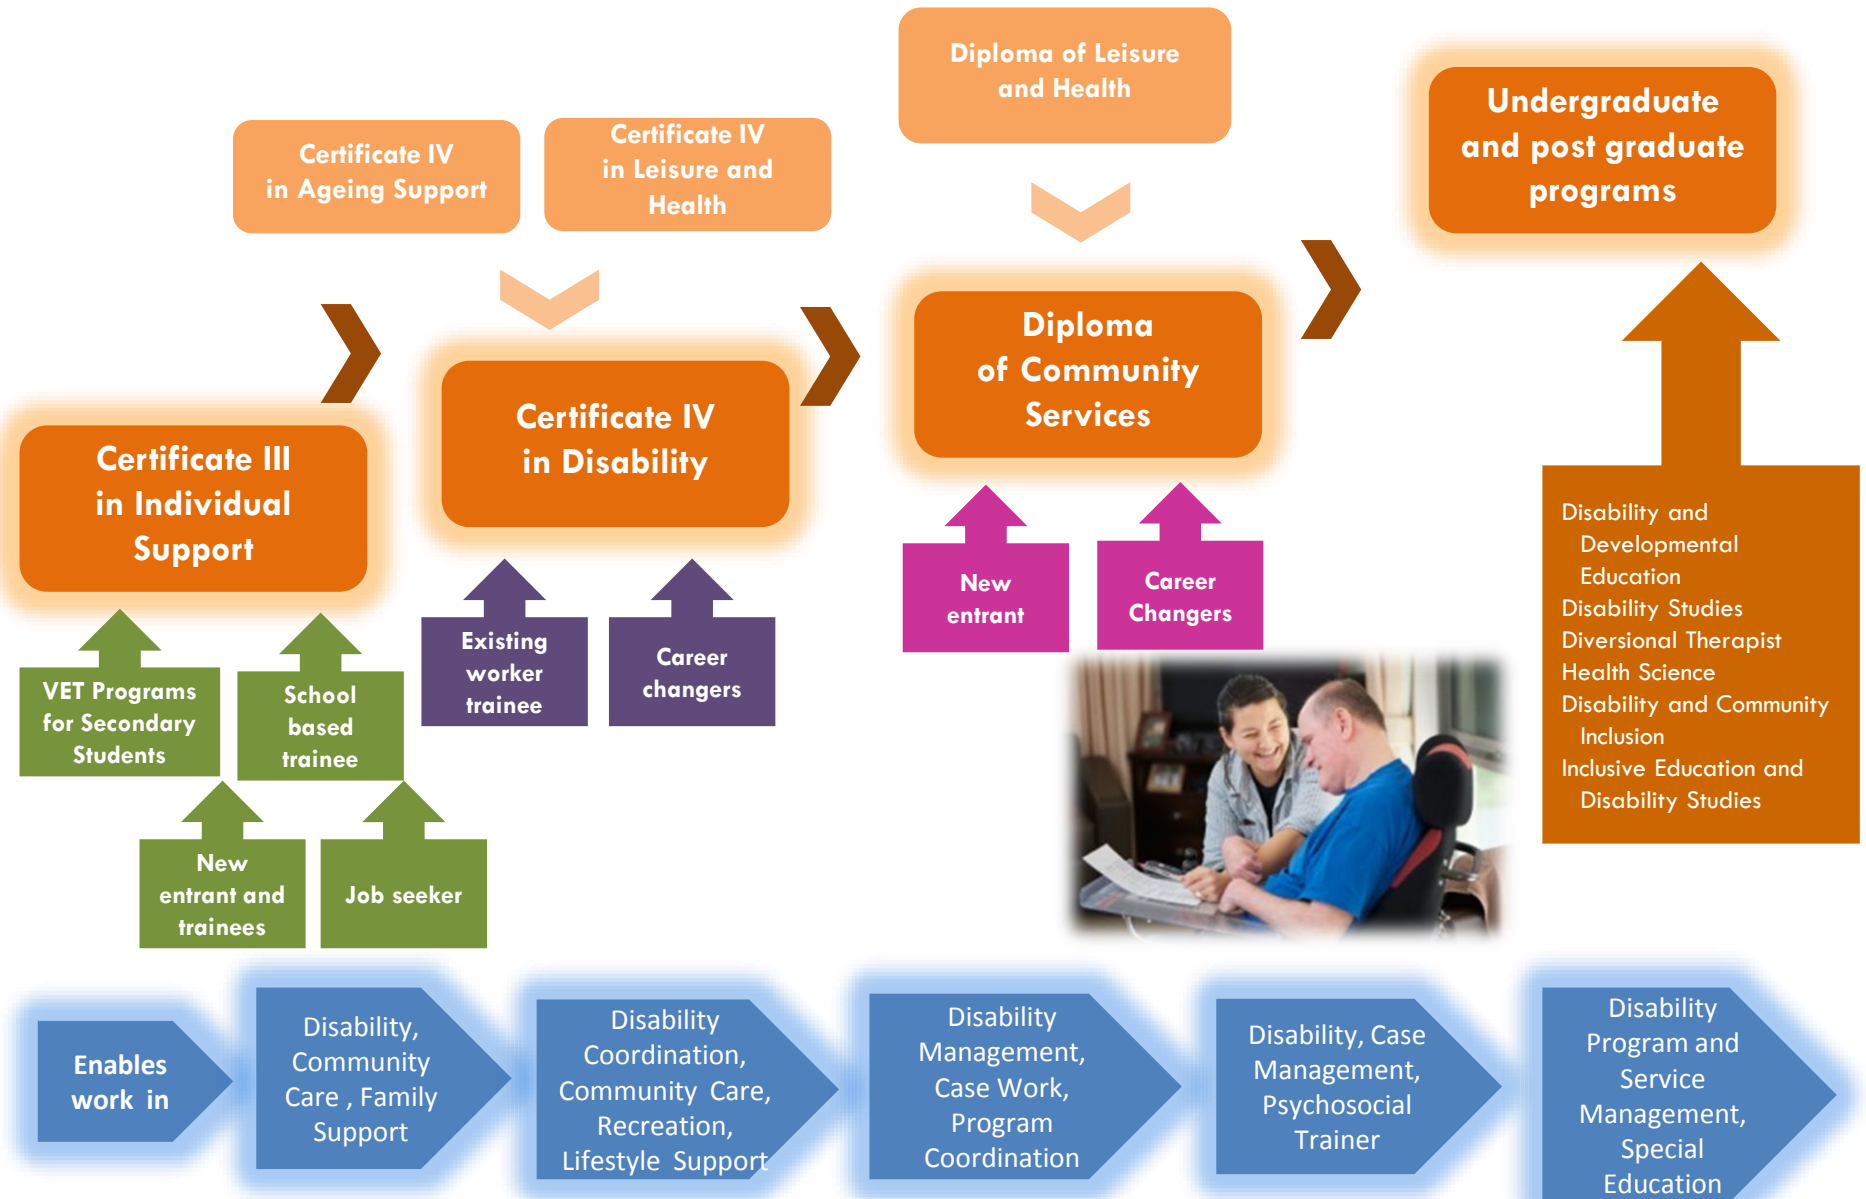 Diploma of Leisure
and Health
Undergraduate
and post graduate
programs
Certificate IV
in Ageing Support
Certificate IV
in Leisure and
Health
Diploma
of Community
Services
Certificate IV
in Disability
Certificate III
in Individual
Support
New
entrant
Career
Changers
Existing
worker
trainee
Career
changers
VET Programs
for Secondary
Students
School
based
trainee
New
entrant and
trainees
Job seeker
Disability and
Developmental
Education
Disability Studies
Diversional Therapist
Health Science
Disability and Community
Inclusion
Inclusive Education and
Disability Studies
Enables
work in
Disability,
Community
Care , Family
Support
Disability
Coordination,
Community Care,
Recreation,
Lifestyle Support
Disability
Management,
Case Work,
Program
Coordination
Disability, Case
Management,
Psychosocial
Trainer
Disability
Program and
Service
Management,
Special
Education